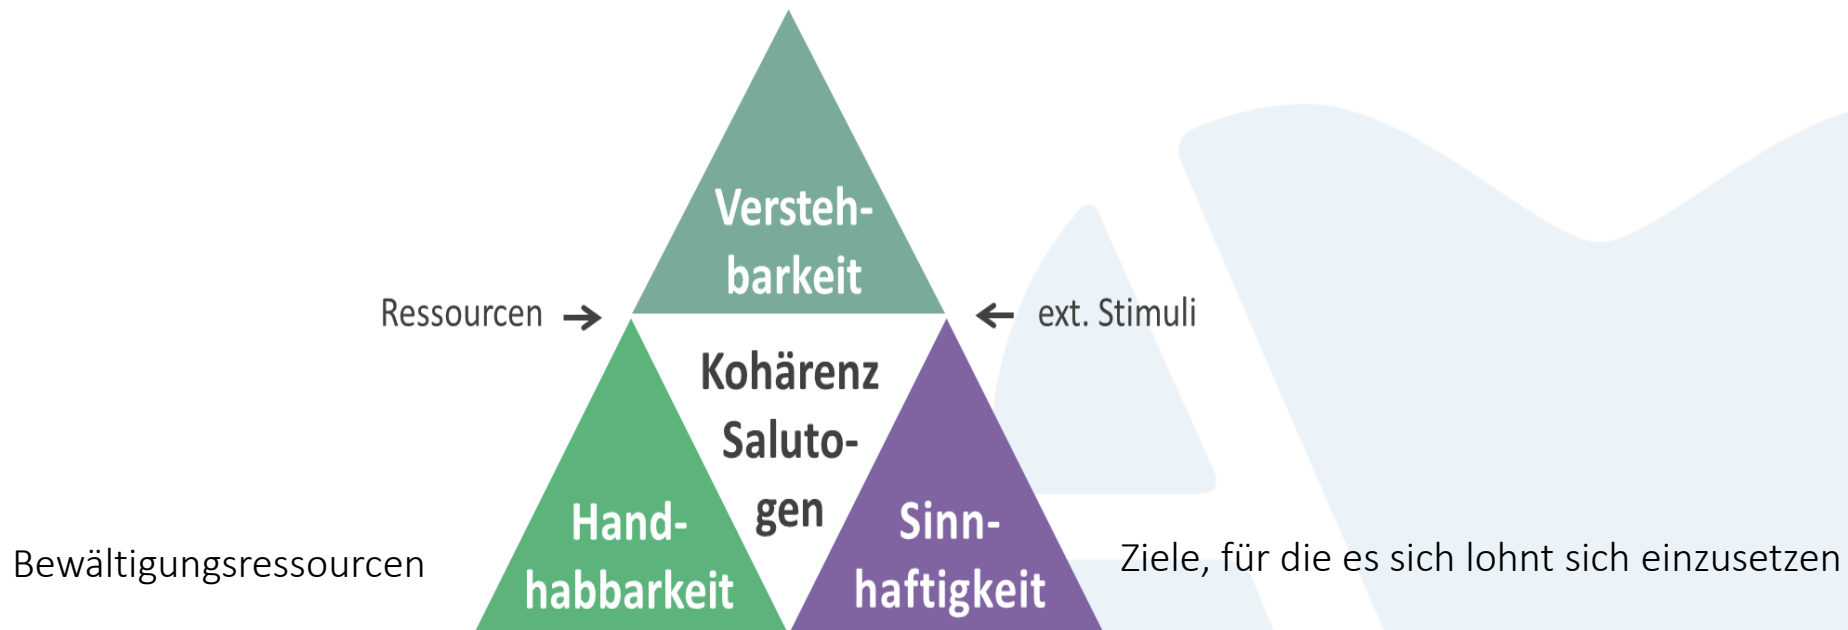 Versteh-
barkeit
Ressourcen
ext. Stimuli
Kohärenz
Saluto-
gen
Hand-
habbarkeit
Sinn-
haftigkeit
Bewältigungsressourcen
Ziele, für die es sich lohnt sich einzusetzen